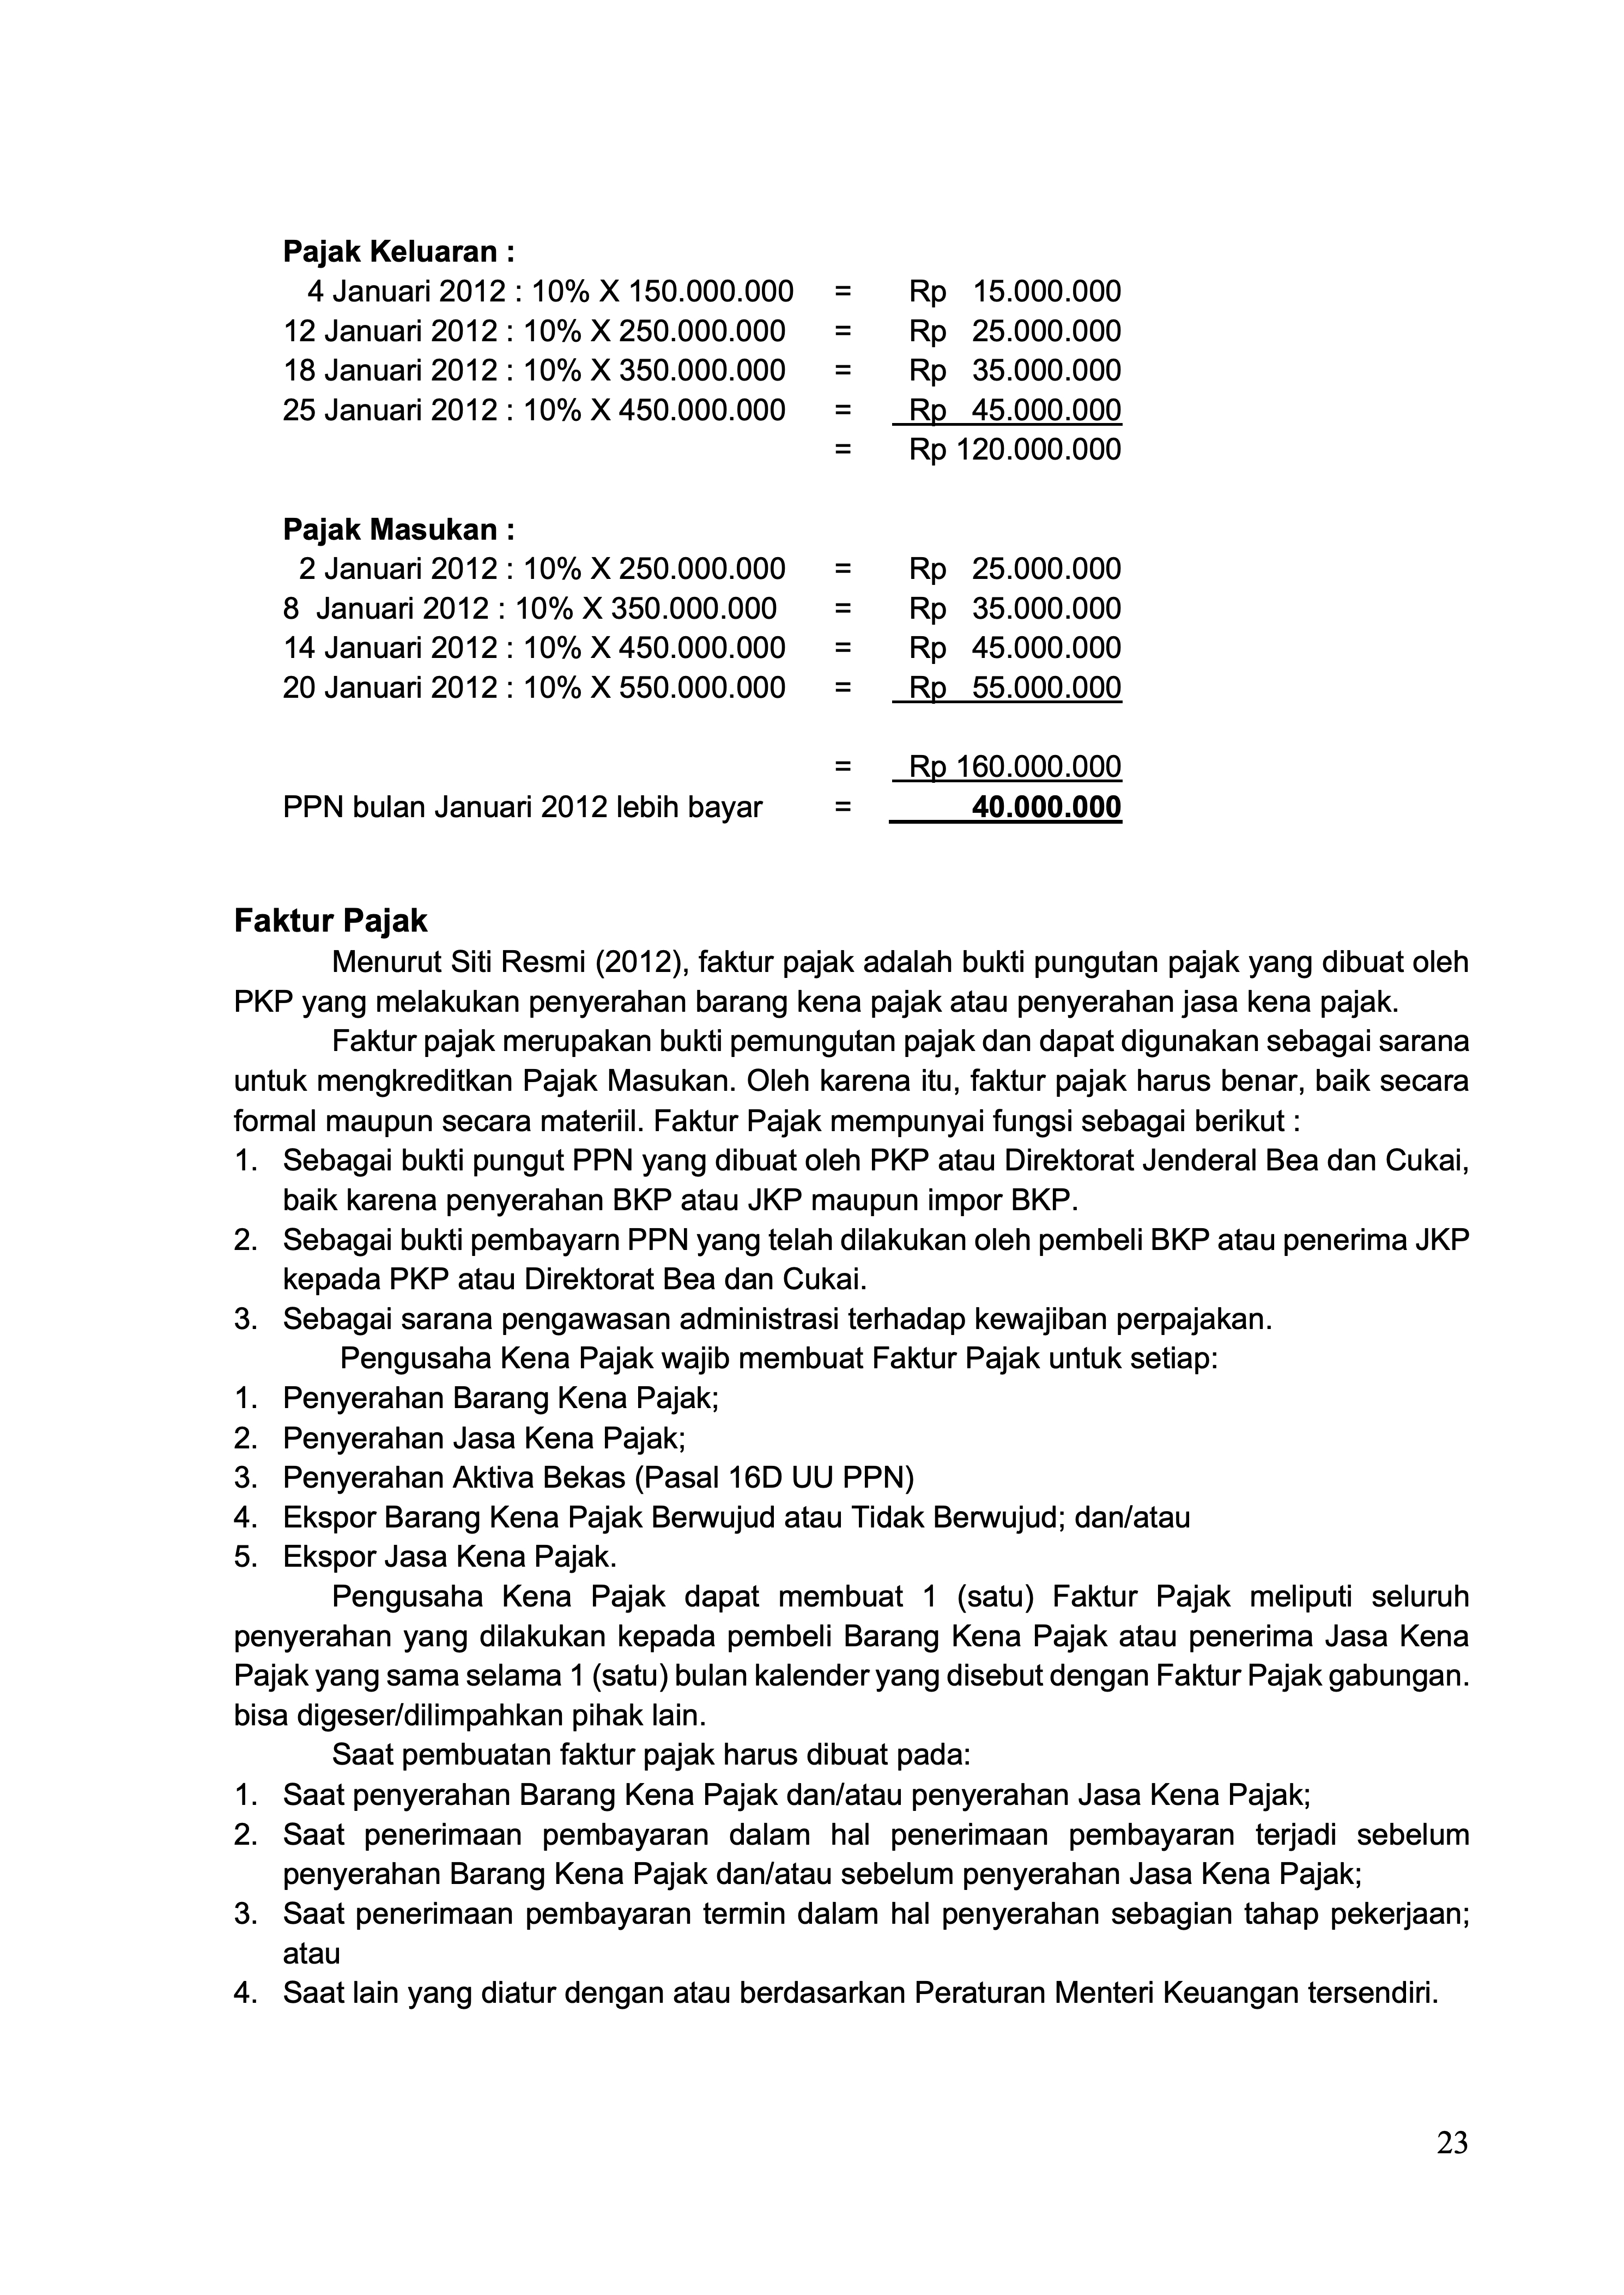 Pajak Keluaran :
4 Januari 2012 : 10% X 150.000.000 = Rp 15.000.000
12 Januari 2012 : 10% X 250.000.000 = Rp 25.000.000
18 Januari 2012 : 10% X 350.000.000 = Rp 35.000.000
25 Januari 2012 : 10% X 450.000.000 = Rp 45.000.000
= Rp 120.000.000
Pajak Masukan :
2 Januari 2012 : 10% X 250.000.000 = Rp 25.000.000
8 Januari 2012 : 10% X 350.000.000 = Rp 35.000.000
14 Januari 2012 : 10% X 450.000.000 = Rp 45.000.000
20 Januari 2012 : 10% X 550.000.000 = Rp 55.000.000
= Rp 160.000.000
PPN bulan Januari 2012 lebih bayar = 40.000.000
Faktur Pajak
Menurut Siti Resmi (2012), faktur pajak adalah bukti pungutan pajak yang dibuat oleh
PKP yang melakukan penyerahan barang kena pajak atau penyerahan jasa kena pajak.
Faktur pajak merupakan bukti pemungutan pajak dan dapat digunakan sebagai sarana
untuk mengkreditkan Pajak Masukan. Oleh karena itu, faktur pajak harus benar, baik secara
formal maupun secara materiil. Faktur Pajak mempunyai fungsi sebagai berikut :
1. Sebagai bukti pungut PPN yang dibuat oleh PKP atau Direktorat Jenderal Bea dan Cukai,
baik karena penyerahan BKP atau JKP maupun impor BKP.
2. Sebagai bukti pembayarn PPN yang telah dilakukan oleh pembeli BKP atau penerima JKP
kepada PKP atau Direktorat Bea dan Cukai.
3. Sebagai sarana pengawasan administrasi terhadap kewajiban perpajakan.
Pengusaha Kena Pajak wajib membuat Faktur Pajak untuk setiap:
1. Penyerahan Barang Kena Pajak;
2. Penyerahan Jasa Kena Pajak;
3. Penyerahan Aktiva Bekas (Pasal 16D UU PPN)
4. Ekspor Barang Kena Pajak Berwujud atau Tidak Berwujud; dan/atau
5. Ekspor Jasa Kena Pajak.
Pengusaha Kena Pajak dapat membuat 1 (satu) Faktur Pajak meliputi seluruh
penyerahan yang dilakukan kepada pembeli Barang Kena Pajak atau penerima Jasa Kena
Pajak yang sama selama 1 (satu) bulan kalender yang disebut dengan Faktur Pajak gabungan.
bisa digeser/dilimpahkan pihak lain.
Saat pembuatan faktur pajak harus dibuat pada:
1. Saat penyerahan Barang Kena Pajak dan/atau penyerahan Jasa Kena Pajak;
2. Saat penerimaan pembayaran dalam hal penerimaan pembayaran terjadi sebelum
penyerahan Barang Kena Pajak dan/atau sebelum penyerahan Jasa Kena Pajak;
3. Saat penerimaan pembayaran termin dalam hal penyerahan sebagian tahap pekerjaan;
atau
4. Saat lain yang diatur dengan atau berdasarkan Peraturan Menteri Keuangan tersendiri.
23